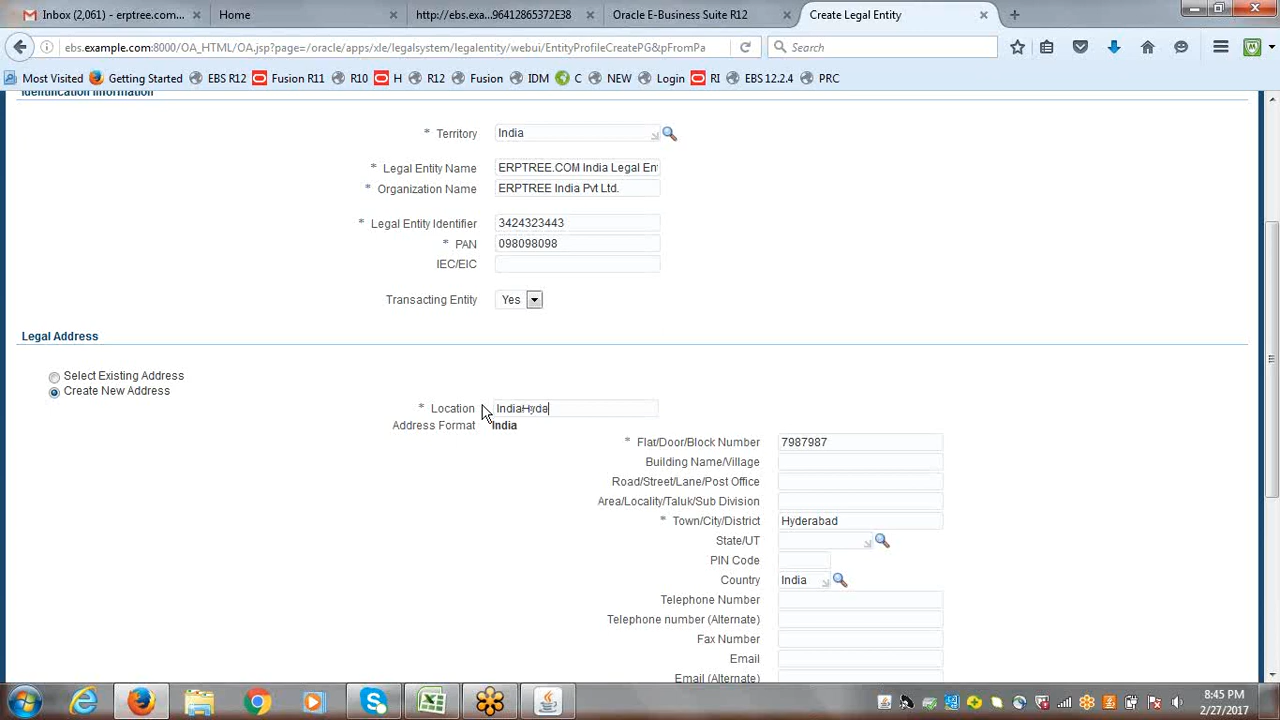 Inbox (2,061) - erptree.com...
Home
http://ebs.exa...96412865372E38
Oracle E-Business Suite R12
Create Legal Entity
ebs.example.com:8000/OA_HTML/OA.jsp?page=/oracle/apps/xle/legalsystem/legalentity/webui/EntityProfileCreatePG&tpFromPa
Search
Most Visited
Getting Started
EBS R12
Fusion R11
R10
H
R12
Fusion
IDM
C
NEW
Login
RI
EBS 12.2.4
PRC
Identification Information
* Territory India
* Legal Entity Name ERPTREE.COM India Legal En
* Organization Name ERPTREE India Pvt Ltd.
* Legal Entity Identifier 3424323443
* PAN 098098098
IEC/EIC
Transacting Entity Yes
Legal Address
Select Existing Address
Create New Address
* Location IndiaHyda
Address Format India
* Flat/Door/Block Number 7987987
Building Name/Village
Road/Street/Lane/Post Office
Area/Locality/Taluk/Sub Division
* Town/City/District Hyderabad
State/UT
PIN Code
Country India
Telephone Number
Telephone number (Alternate)
Fax Number
Email
Email (Alternate)
8:45 PM
2/27/2017